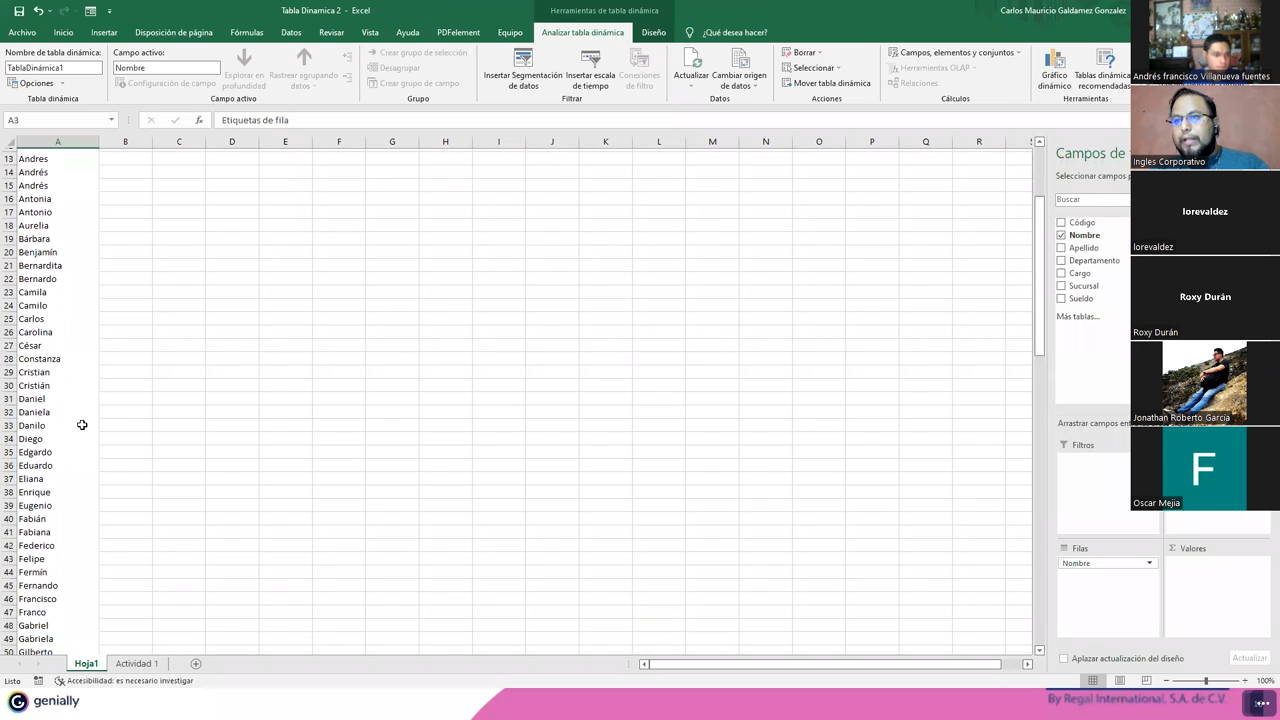 Tabla Dinamica 2 - Excel
Herramientas de tabla dinámica
Carlos Mauricio Galdamez Gonzalez
Archivo Inicio Insertar Disposición de página Fórmulas Datos Revisar Vista Ayuda PDFelement Equipo Analizar tabla dinámica Diseño ¿Qué desea hacer?
Nombre de tabla dinámica:
TablaDinámica1
Opciones
Tabla dinámica
Campo activo:
Nombre
Configuración de campo
Explorar en profundidad
Rastrear agrupando datos
Campo activo
Crear grupo de selección
Desagrupar
Crear grupo de campo
Grupo
Insertar Segmentación de datos
Insertar escala de tiempo
Conexiones de filtro
Filtrar
Actualizar
Cambiar origen de datos
Datos
Borrar
Seleccionar
Mover tabla dinámica
Acciones
Campos, elementos y conjuntos
Herramientas OLAP
Relaciones
Cálculos
Gráfico dinámico
Tablas dinámicas recomendadas
Herramientas
A3
Etiquetas de fila
A B C D E F G H I J K L M N O P Q R
13 Andres
14 Andrés
15 Andrés
16 Antonia
17 Antonio
18 Aurelia
19 Bárbara
20 Benjamín
21 Bernardita
22 Bernardo
23 Camila
24 Camilo
25 Carlos
26 Carolina
27 César
28 Constanza
29 Cristian
30 Cristián
31 Daniel
32 Daniela
33 Danilo
34 Diego
35 Edgardo
36 Eduardo
37 Eliana
38 Enrique
39 Eugenio
40 Fabián
41 Fabiana
42 Federico
43 Felipe
44 Fermín
45 Fernando
46 Francisco
47 Franco
48 Gabriel
49 Gabriela
50 Gilberto
Campos de
Seleccionar campos p
Buscar
Código
Nombre
Apellido
Departamento
Cargo
Sucursal
Sueldo
Más tablas...
Arrastrar campos en
Filtros
Filas
Nombre
Σ Valores
Aplazar actualización del diseño
Actualizar
Andrés francisco Villanueva fuentes
Ingles Corporativo
lorevaldez
lorevaldez
Roxy Durán
Roxy Durán
Jonathan Roberto García
F
Oscar Mejia
Hoja1 Actividad 1
Listo
Accesibilidad: es necesario investigar
100%
genially
By Regal International, S.A. de C.V.